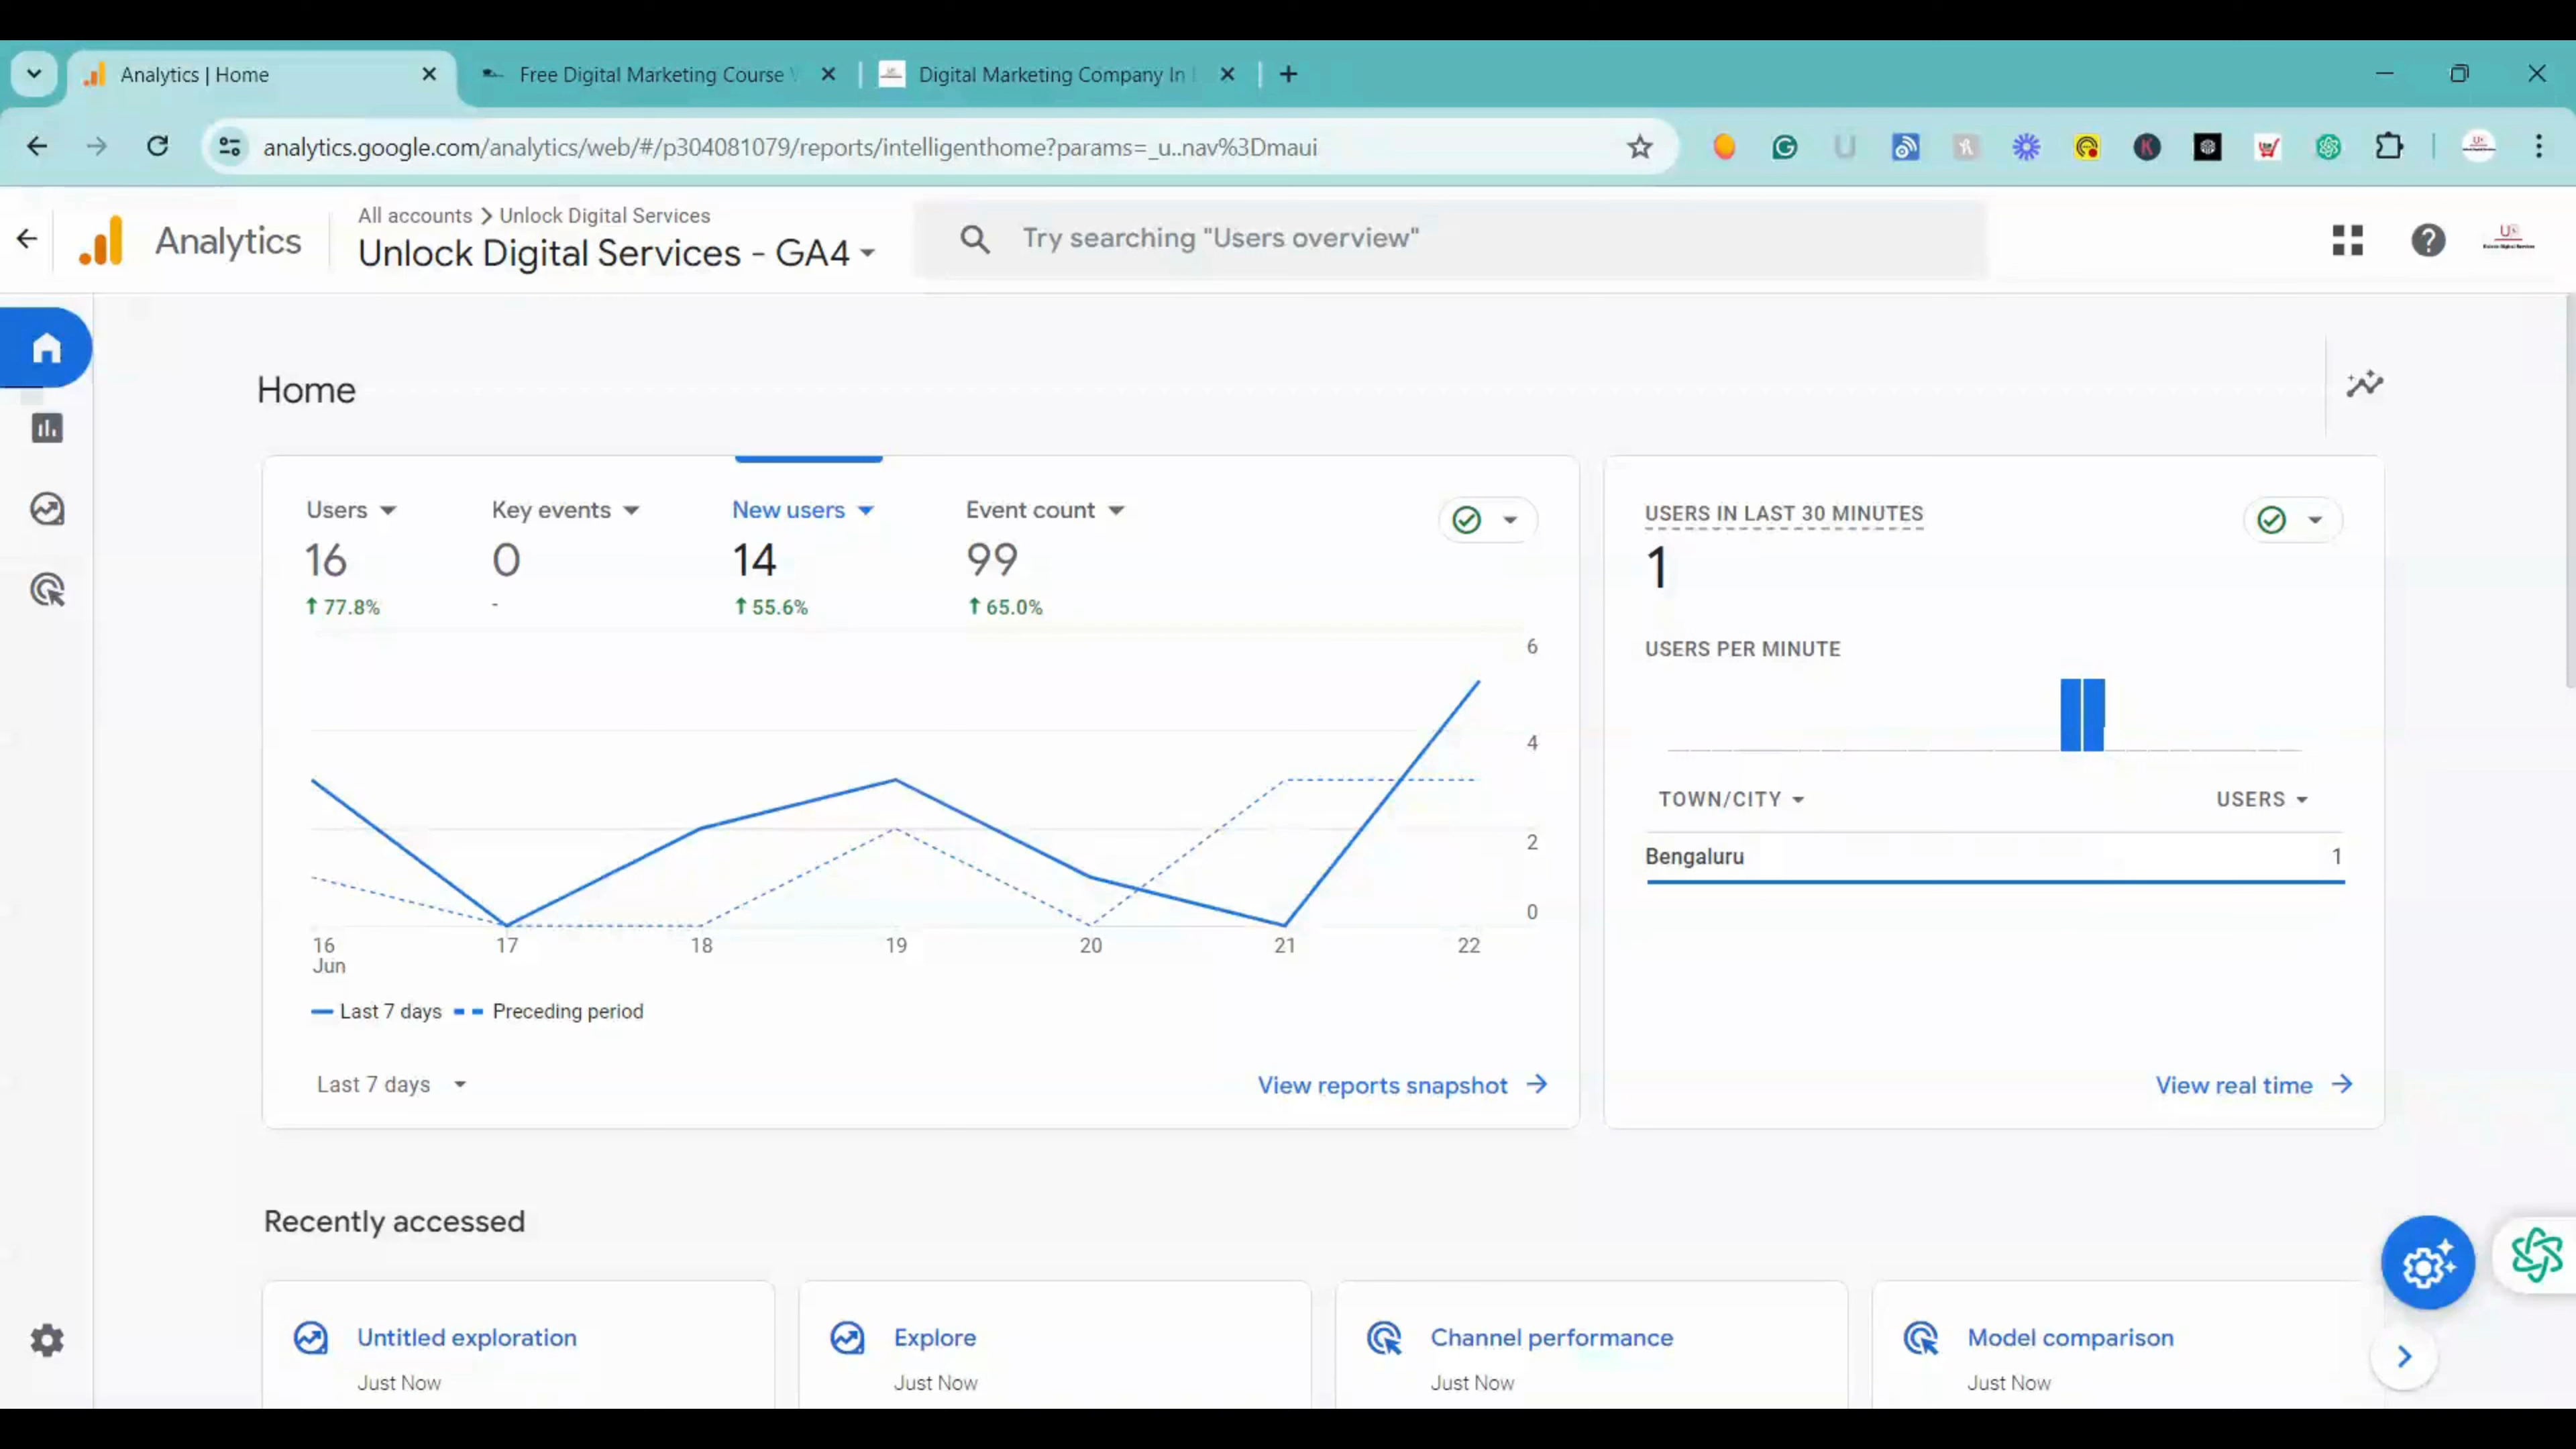 Analytics | Home
Free Digital Marketing Course
Digital Marketing Company In
analytics.google.com/analytics/web/#/p304081079/reports/intelligenthome?params=_u..nav%3Dmaui
Analytics
All accounts > Unlock Digital Services
Unlock Digital Services - GA4
Try searching "Users overview"
Home
Users
16
77.8%
Key events
0
-
New users
14
55.6%
Event count
99
65.0%
6
4
2
0
16 17 18 19 20 21 22
Jun
Last 7 days Preceding period
Last 7 days
View reports snapshot
USERS IN LAST 30 MINUTES
1
USERS PER MINUTE
TOWN/CITY USERS
Bengaluru 1
View real time
Recently accessed
Untitled exploration
Just Now
Explore
Just Now
Channel performance
Just Now
Model comparison
Just Now